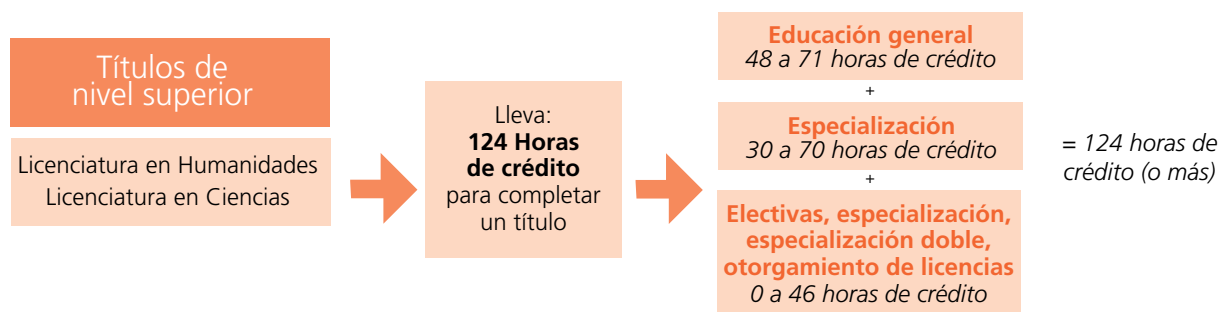 Títulos de
nivel superior
Licenciatura en Humanidades
Licenciatura en Ciencias
Lleva:
124 Horas
de crédito
para completar
un título
Educación general
48 a 71 horas de crédito
+
Especialización
30 a 70 horas de crédito
+
Electivas, especialización,
especialización doble,
otorgamiento de licencias
0 a 46 horas de crédito
= 124 horas de
crédito (o más)